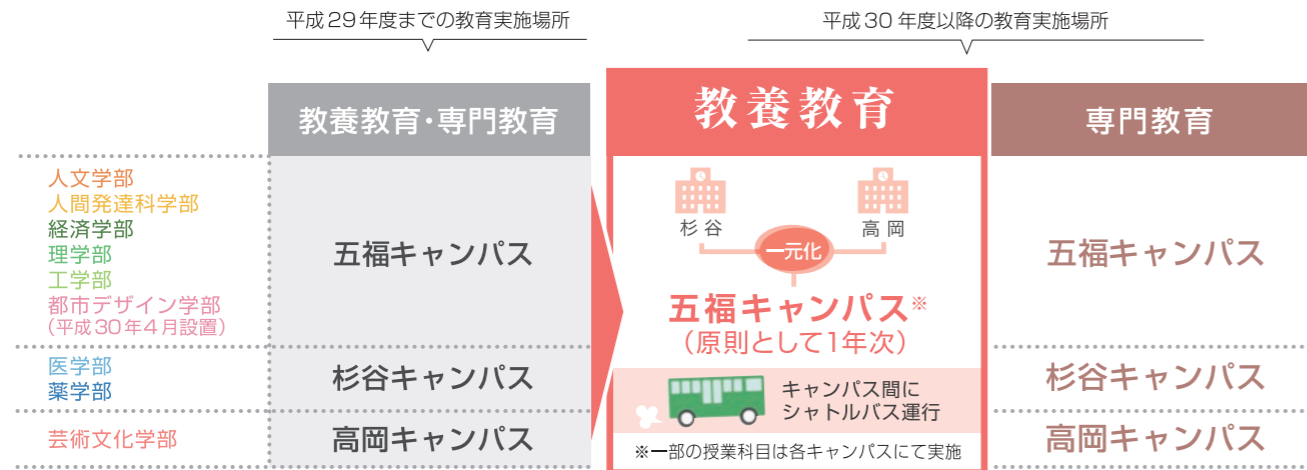 平成29年度までの教育実施場所
平成30年度以降の教育実施場所
教養教育・専門教育
教養教育
専門教育
人文学部
人間発達科学部
経済学部
理学部
工学部
都市デザイン学部
(平成30年4月設置)
五福キャンパス
杉谷
高岡
一元化
五福キャンパス※
(原則として1年次)
五福キャンパス
医学部
薬学部
杉谷キャンパス
キャンパス間に
シャトルバス運行
杉谷キャンパス
芸術文化学部
高岡キャンパス
※一部の授業科目は各キャンパスにて実施
高岡キャンパス